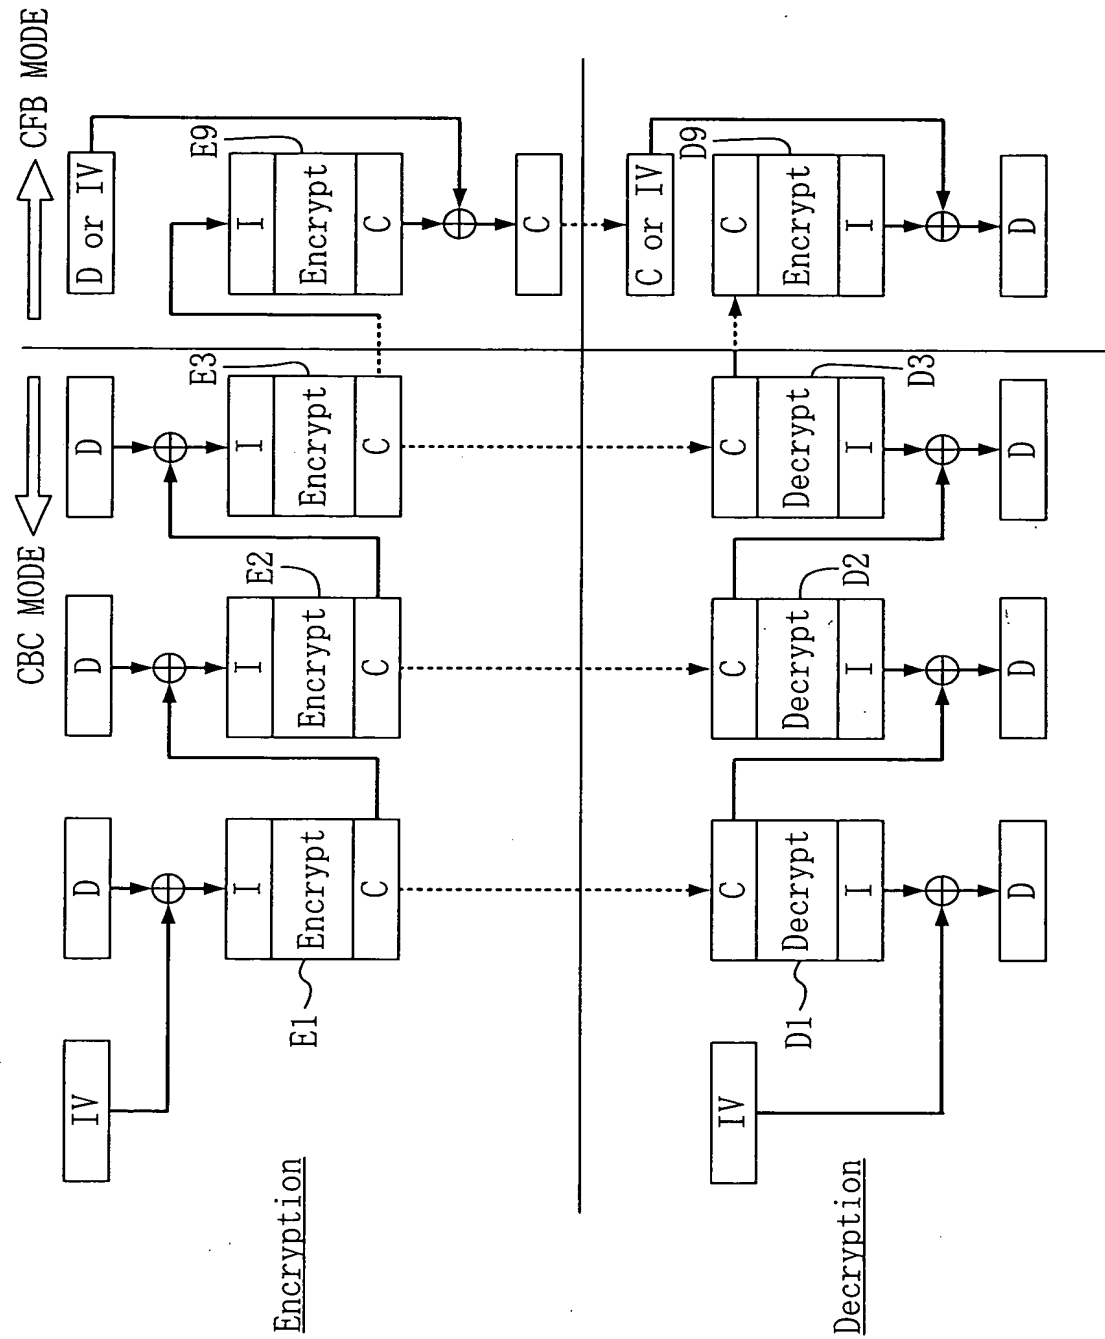 CBC MODE
CFB MODE
Encryption
IV
D
D
D
D or IV
I
Encrypt
C
E1
I
Encrypt
C
E2
I
Encrypt
C
E3
I
Encrypt
C
E9
C
Decryption
IV
C
Decrypt
I
D1
D
C
Decrypt
I
D2
D
C
Decrypt
I
D3
D
C or IV
C
Encrypt
I
D9
D